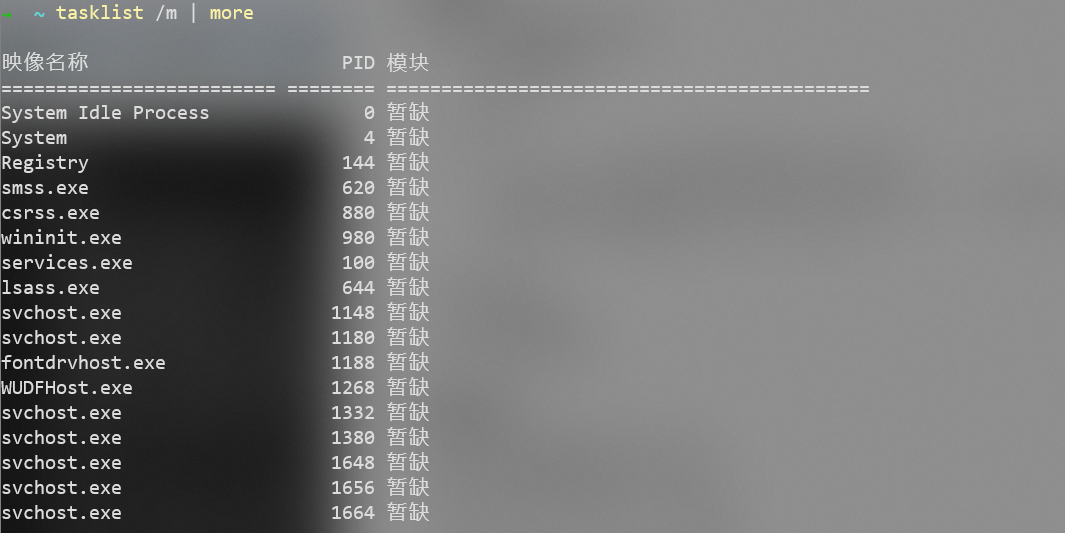 ➜ ~ tasklist /m | more
映像名称 PID 模块
========================= ======== ============================================
System Idle Process 0 暂缺
System 4 暂缺
Registry 144 暂缺
smss.exe 620 暂缺
csrss.exe 880 暂缺
wininit.exe 980 暂缺
services.exe 100 暂缺
lsass.exe 644 暂缺
svchost.exe 1148 暂缺
svchost.exe 1180 暂缺
fontdrvhost.exe 1188 暂缺
WUDFHost.exe 1268 暂缺
svchost.exe 1332 暂缺
svchost.exe 1380 暂缺
svchost.exe 1648 暂缺
svchost.exe 1656 暂缺
svchost.exe 1664 暂缺